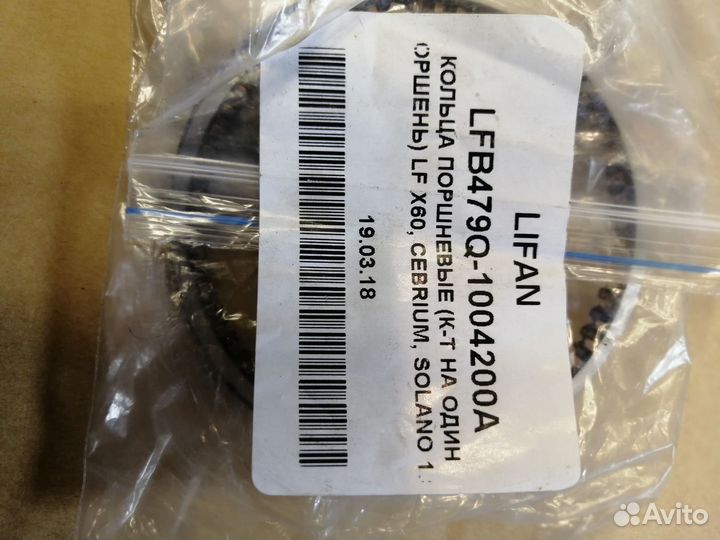 LIFAN
LFB479Q-1004200A
КОЛЬЦА ПОРШНЕВЫЕ (К-Т НА ОДИН
ОРШЕНЬ) LF X60, CEBRIUM, SOLANO 1.
19.03.18
Avito